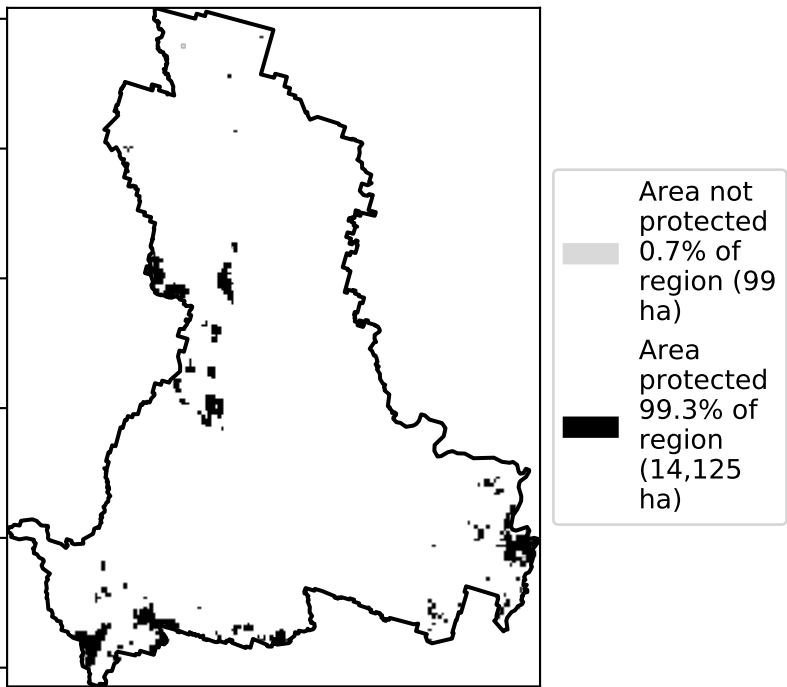 Area not
protected
0.7% of
region (99
ha)
Area
protected
99.3% of
region
(14,125
ha)